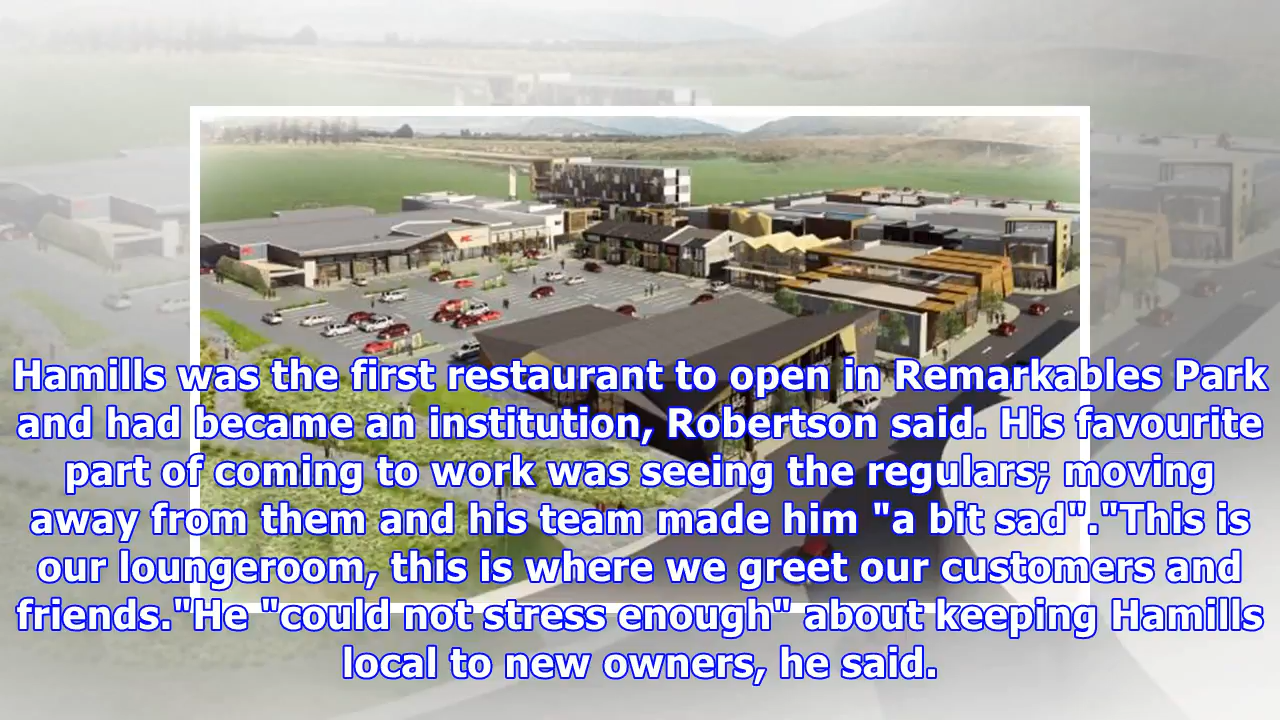 Hamills was the first restaurant to open in Remarkables Park
and had became an institution, Robertson said. His favourite
part of coming to work was seeing the regulars; moving
away from them and his team made him "a bit sad"."This is
our loungeroom, this is where we greet our customers and
friends."He "could not stress enough" about keeping Hamills
local to new owners, he said.